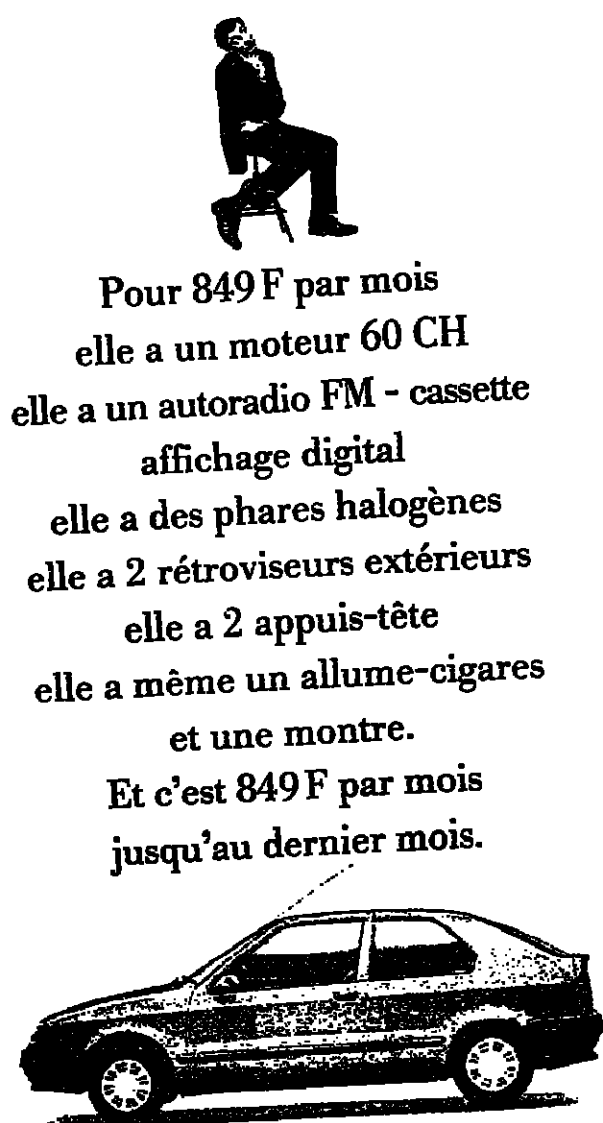 Pour 849 F par mois
elle a un moteur 60 CH
elle a un autoradio FM - cassette
affichage digital
elle a des phares halogènes
elle a 2 rétroviseurs extérieurs
elle a 2 appuis-tête
elle a même un allume-cigares
et une montre.
Et c'est 849 F par mois
jusqu'au dernier mois.